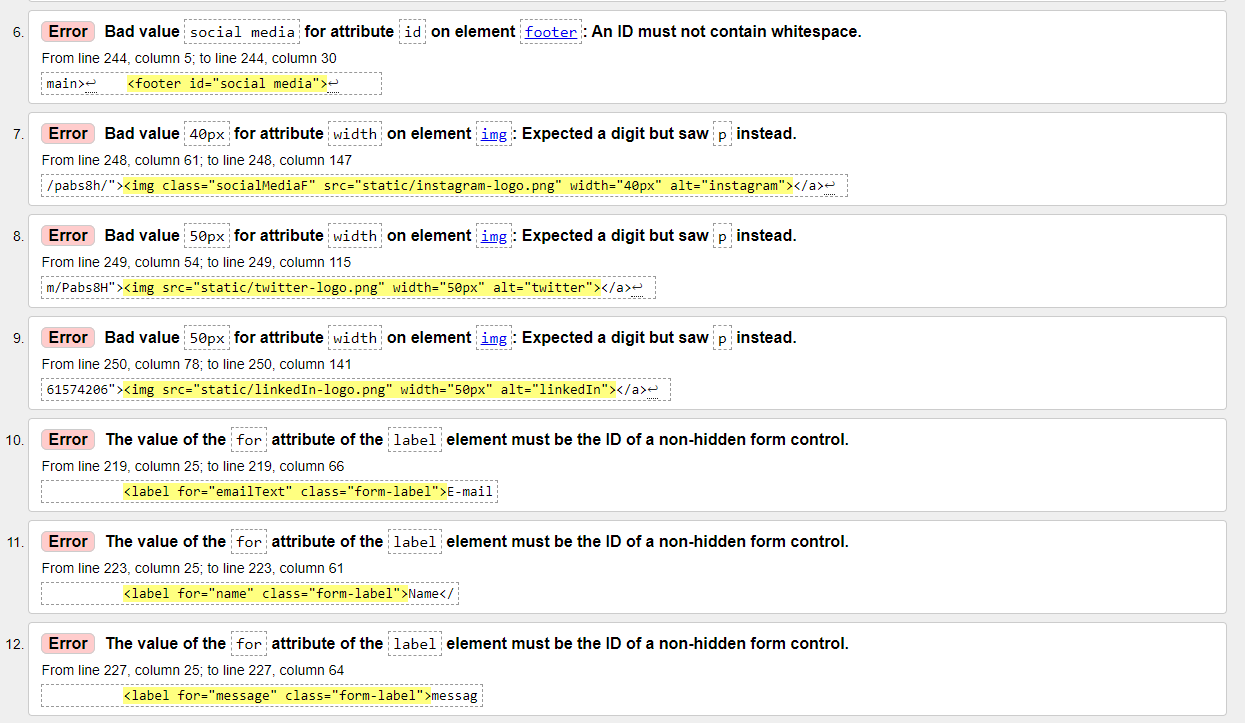 6. Error Bad value social media for attribute id on element footer: An ID must not contain whitespace.
From line 244, column 5; to line 244, column 30
main>↩ <footer id="social media">↩
7. Error Bad value 40px for attribute width on element img: Expected a digit but saw p instead.
From line 248, column 61; to line 248, column 147
/pabs8h/"><img class="socialMediaF" src="static/instagram-logo.png" width="40px" alt="instagram"></a>↩
8. Error Bad value 50px for attribute width on element img: Expected a digit but saw p instead.
From line 249, column 54; to line 249, column 115
m/Pabs8H"><img src="static/twitter-logo.png" width="50px" alt="twitter"></a>↩
9. Error Bad value 50px for attribute width on element img: Expected a digit but saw p instead.
From line 250, column 78; to line 250, column 141
61574206"><img src="static/linkedIn-logo.png" width="50px" alt="linkedIn"></a>↩
10. Error The value of the for attribute of the label element must be the ID of a non-hidden form control.
From line 219, column 25; to line 219, column 66
<label for="emailText" class="form-label">E-mail
11. Error The value of the for attribute of the label element must be the ID of a non-hidden form control.
From line 223, column 25; to line 223, column 61
<label for="name" class="form-label">Name</
12. Error The value of the for attribute of the label element must be the ID of a non-hidden form control.
From line 227, column 25; to line 227, column 64
<label for="message" class="form-label">messag